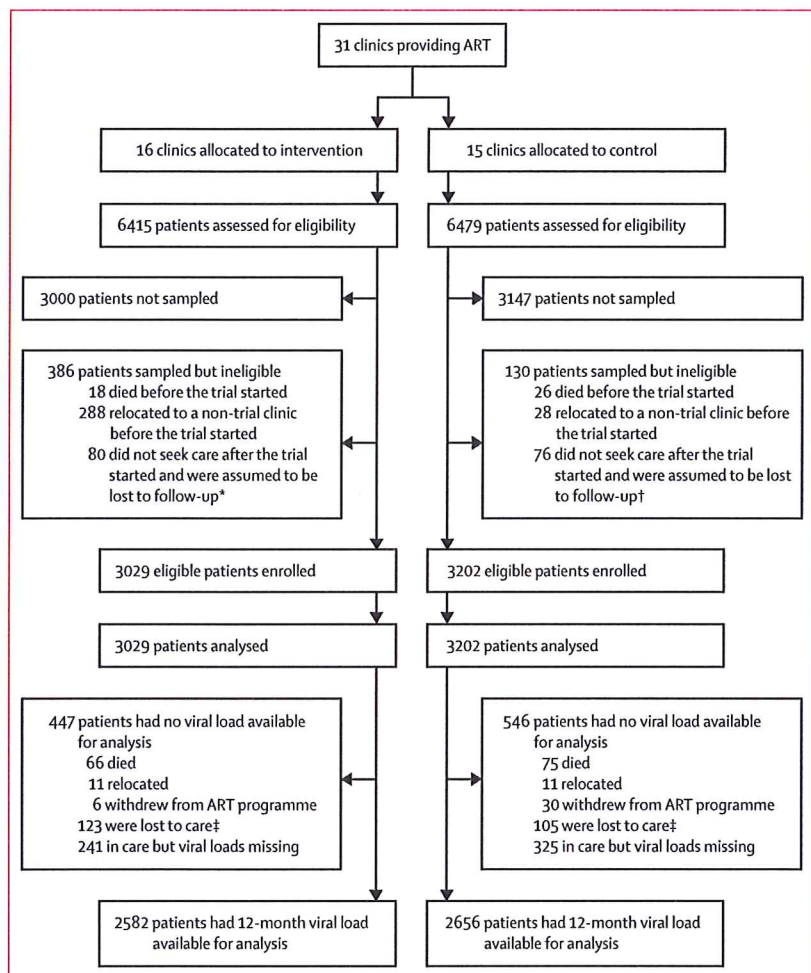 31 clinics providing ART
16 clinics allocated to intervention
15 clinics allocated to control
6415 patients assessed for eligibility
6479 patients assessed for eligibility
3000 patients not sampled
3147 patients not sampled
386 patients sampled but ineligible
18 died before the trial started
288 relocated to a non-trial clinic
before the trial started
80 did not seek care after the trial
started and were assumed to be
lost to follow-up*
130 patients sampled but ineligible
26 died before the trial started
28 relocated to a non-trial clinic before
the trial started
76 did not seek care after the trial
started and were assumed to be lost
to follow-up†
3029 eligible patients enrolled
3202 eligible patients enrolled
3029 patients analysed
3202 patients analysed
447 patients had no viral load available
for analysis
66 died
11 relocated
6 withdrew from ART programme
123 were lost to care‡
241 in care but viral loads missing
546 patients had no viral load available
for analysis
75 died
11 relocated
30 withdrew from ART programme
105 were lost to care‡
325 in care but viral loads missing
2582 patients had 12-month viral load
available for analysis
2656 patients had 12-month viral load
available for analysis